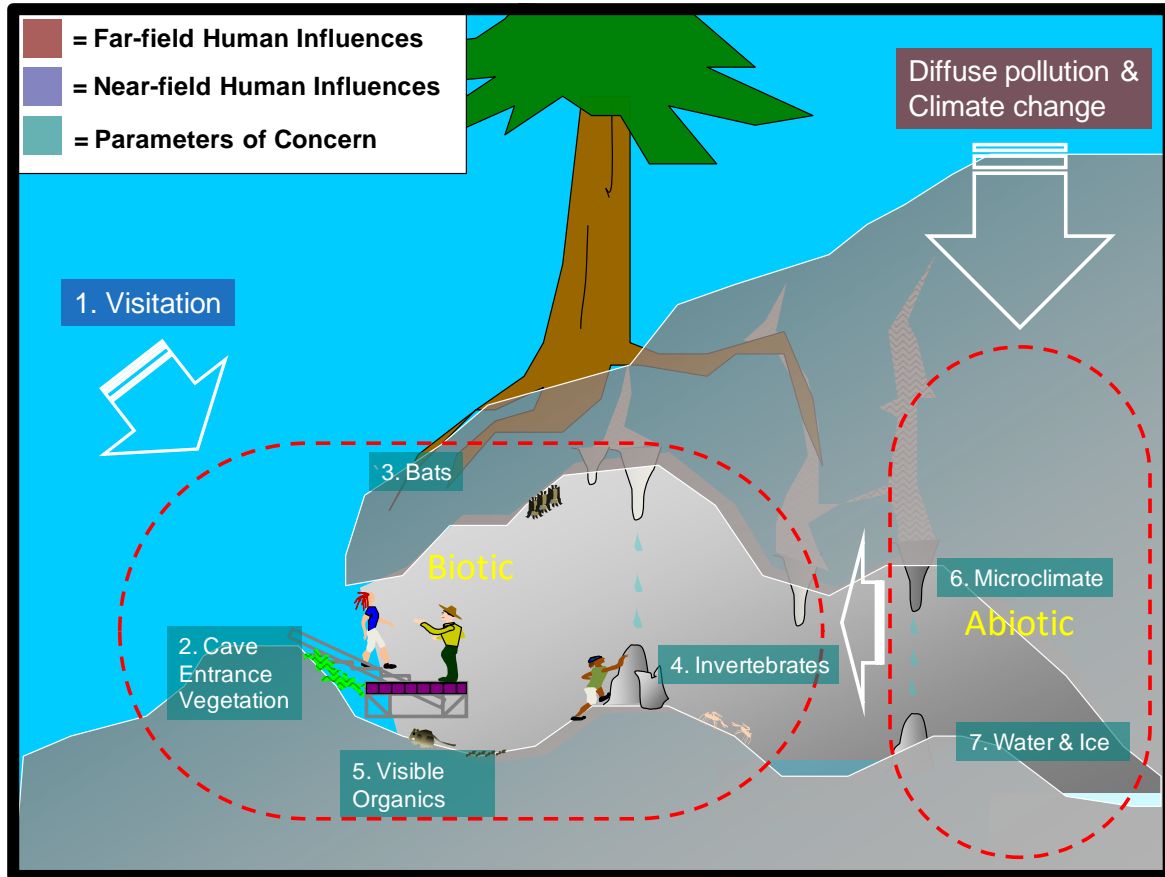 = Far-field Human Influences
= Near-field Human Influences
= Parameters of Concern
Diffuse pollution &
Climate change
1. Visitation
3. Bats
Biotic
6. Microclimate
Abiotic
2. Cave
Entrance
Vegetation
4. Invertebrates
7. Water & Ice
5. Visible
Organics